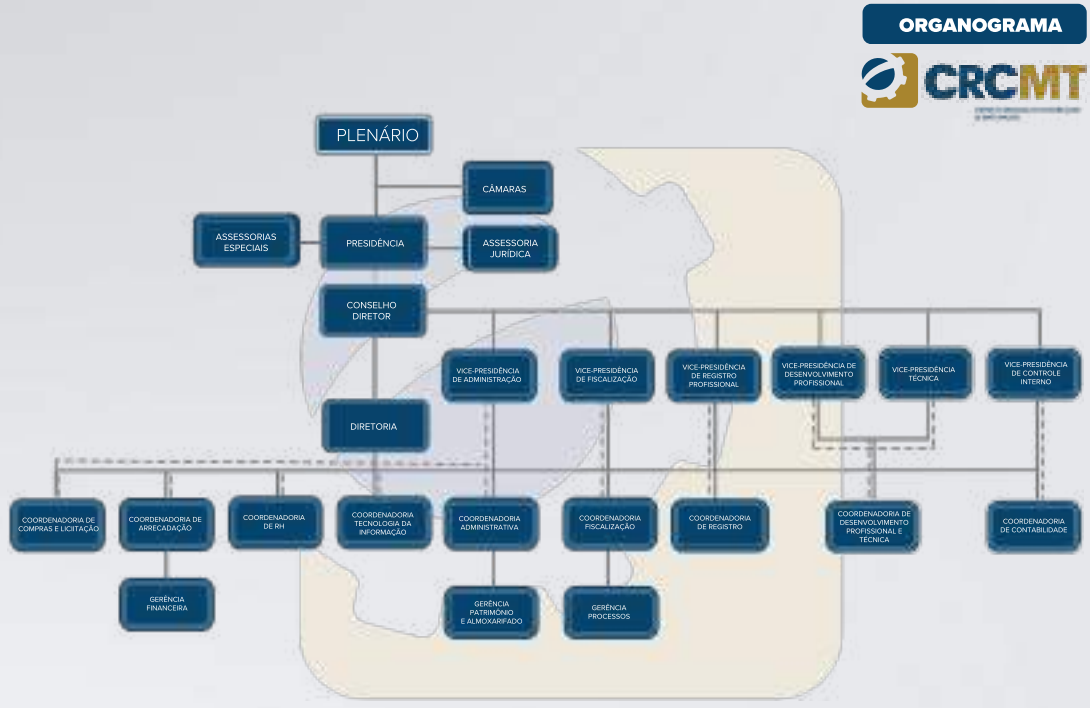 ORGANOGRAMA
CRCMT
PLENÁRIO
CÂMARAS
ASSESSORIAS
ESPECIAIS
PRESIDÊNCIA
ASSESSORIA
JURÍDICA
CONSELHO
DIRETOR
VICE-PRESIDÊNCIA
DE ADMINISTRAÇÃO
VICE-PRESIDÊNCIA
DE FISCALIZAÇÃO
VICE-PRESIDÊNCIA
DE REGISTRO
PROFISSIONAL
VICE-PRESIDÊNCIA DE
DESENVOLVIMENTO
PROFISSIONAL
VICE-PRESIDÊNCIA
TÉCNICA
VICE-PRESIDÊNCIA
DE CONTROLE
INTERNO
DIRETORIA
COORDENADORIA DE
COMPRAS E LICITAÇÃO
COORDENADORIA DE
ARRECADAÇÃO
COORDENADORIA
DE RH
COORDENADORIA
TECNOLOGIA DA
INFORMAÇÃO
COORDENADORIA
ADMINISTRATIVA
COORDENADORIA
FISCALIZAÇÃO
COORDENADORIA
DE REGISTRO
COORDENADORIA DE
DESENVOLVIMENTO
PROFISSIONAL E
TÉCNICA
COORDENADORIA
DE CONTABILIDADE
GERÊNCIA
FINANCEIRA
GERÊNCIA
PATRIMÔNIO
E ALMOXARIFADO
GERÊNCIA
PROCESSOS